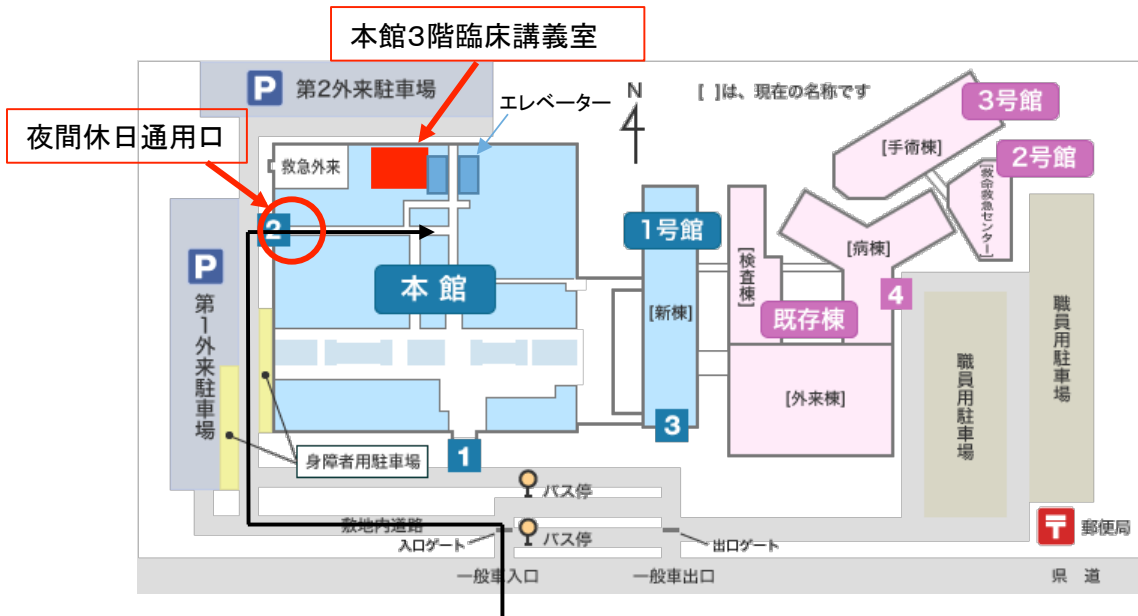 本館3階臨床講義室
P 第2外来駐車場
エレベーター
N
[ ]は、現在の名称です
3号館
夜間休日通用口
[手術棟]
2号館
救急外来
[救命救急センター]
2
1号館
[病棟]
P
第1外来駐車場
本館
[検査棟]
4
[新棟]
既存棟
職員用駐車場
職員用駐車場
[外来棟]
3
1
身障者用駐車場
バス停
敷地内道路
入口ゲート
バス停
出口ゲート
〒 郵便局
一般車入口
一般車出口
県道